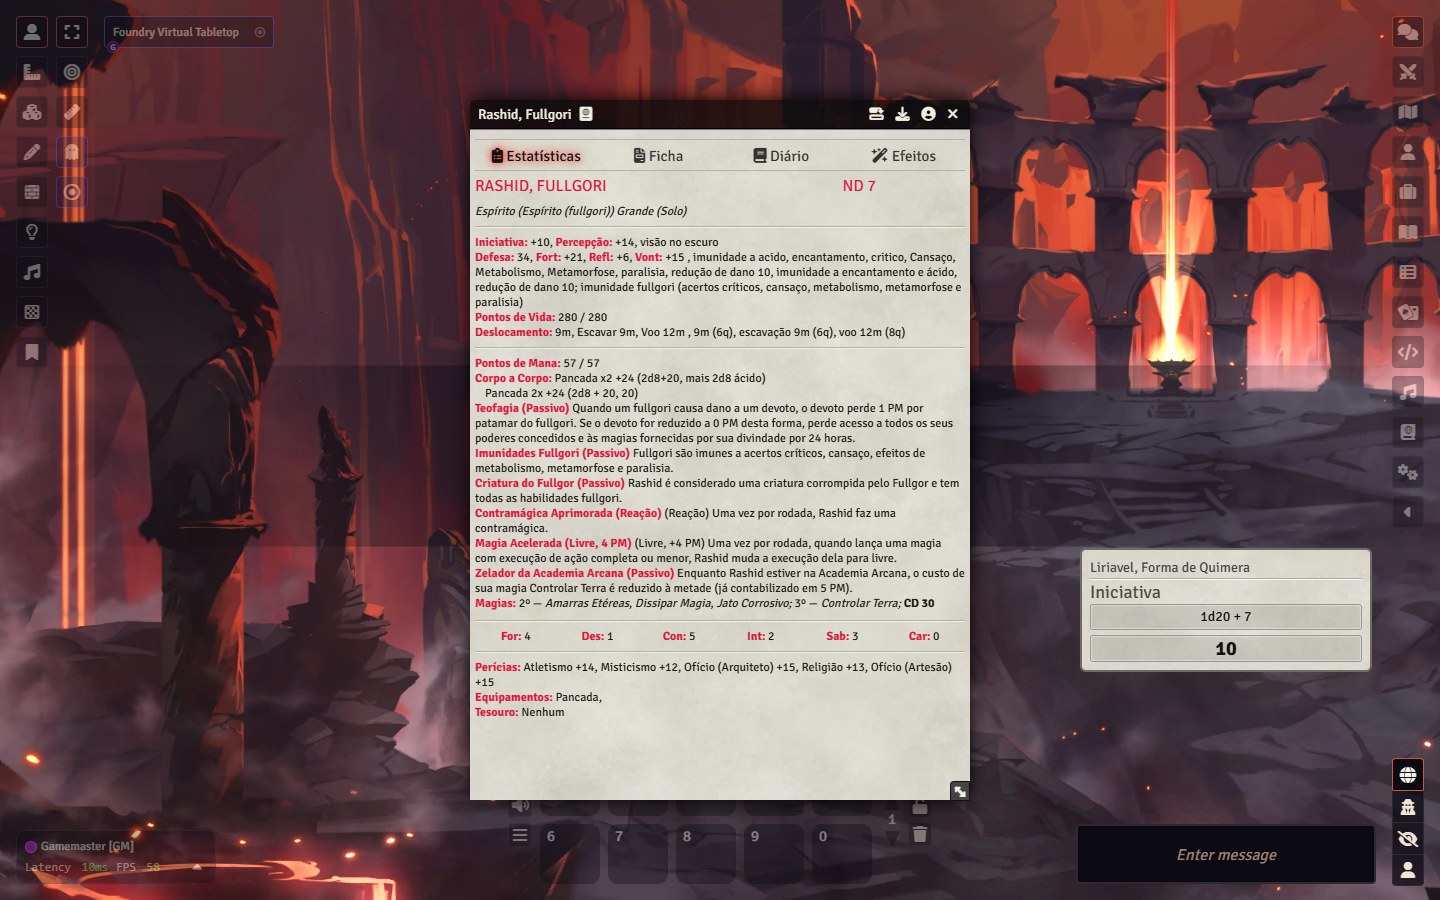 Foundry Virtual Tabletop
G
Rashid, Fullgori
Estatísticas
Ficha
Diário
Efeitos
RASHID, FULLGORI
ND 7
Espírito (Espírito (fullgori)) Grande (Solo)
Iniciativa: +10, Percepção: +14, visão no escuro
Defesa: 34, Fort: +21, Refl: +6, Vont: +15 , imunidade a acido, encantamento, critico, Cansaço,
Metabolismo, Metamorfose, paralisia, redução de dano 10, imunidade a encantamento e ácido,
redução de dano 10; imunidade fullgori (acertos críticos, cansaço, metabolismo, metamorfose e
paralisia)
Pontos de Vida: 280 / 280
Deslocamento: 9m, Escavar 9m, Voo 12m , 9m (6q), escavação 9m (6q), voo 12m (8q)
Pontos de Mana: 57 / 57
Corpo a Corpo: Pancada x2 +24 (2d8+20, mais 2d8 ácido)
Pancada 2x +24 (2d8 + 20, 20)
Teofagia (Passivo) Quando um fullgori causa dano a um devoto, o devoto perde 1 PM por
patamar do fullgori. Se o devoto for reduzido a 0 PM desta forma, perde acesso a todos os seus
poderes concedidos e às magias fornecidas por sua divindade por 24 horas.
Imunidades Fullgori (Passivo) Fullgori são imunes a acertos críticos, cansaço, efeitos de
metabolismo, metamorfose e paralisia.
Criatura do Fullgor (Passivo) Rashid é considerado uma criatura corrompida pelo Fullgor e tem
todas as habilidades fullgori.
Contramágica Aprimorada (Reação) (Reação) Uma vez por rodada, Rashid faz uma
contramágica.
Magia Acelerada (Livre, 4 PM) (Livre, +4 PM) Uma vez por rodada, quando lança uma magia
com execução de ação completa ou menor, Rashid muda a execução dela para livre.
Zelador da Academia Arcana (Passivo) Enquanto Rashid estiver na Academia Arcana, o custo de
sua magia Controlar Terra é reduzido à metade (já contabilizado em 5 PM).
Magias: 2º — Amarras Etéreas, Dissipar Magia, Jato Corrosivo; 3º — Controlar Terra; CD 30
For: 4
Des: 1
Con: 5
Int: 2
Sab: 3
Car: 0
Perícias: Atletismo +14, Misticismo +12, Ofício (Arquiteto) +15, Religião +13, Ofício (Artesão)
+15
Equipamentos: Pancada,
Tesouro: Nenhum
Liriavel, Forma de Quimera
Iniciativa
1d20 + 7
10
6
7
8
9
0
1
Gamemaster [GM]
Latency 10ms FPS 58
Enter message